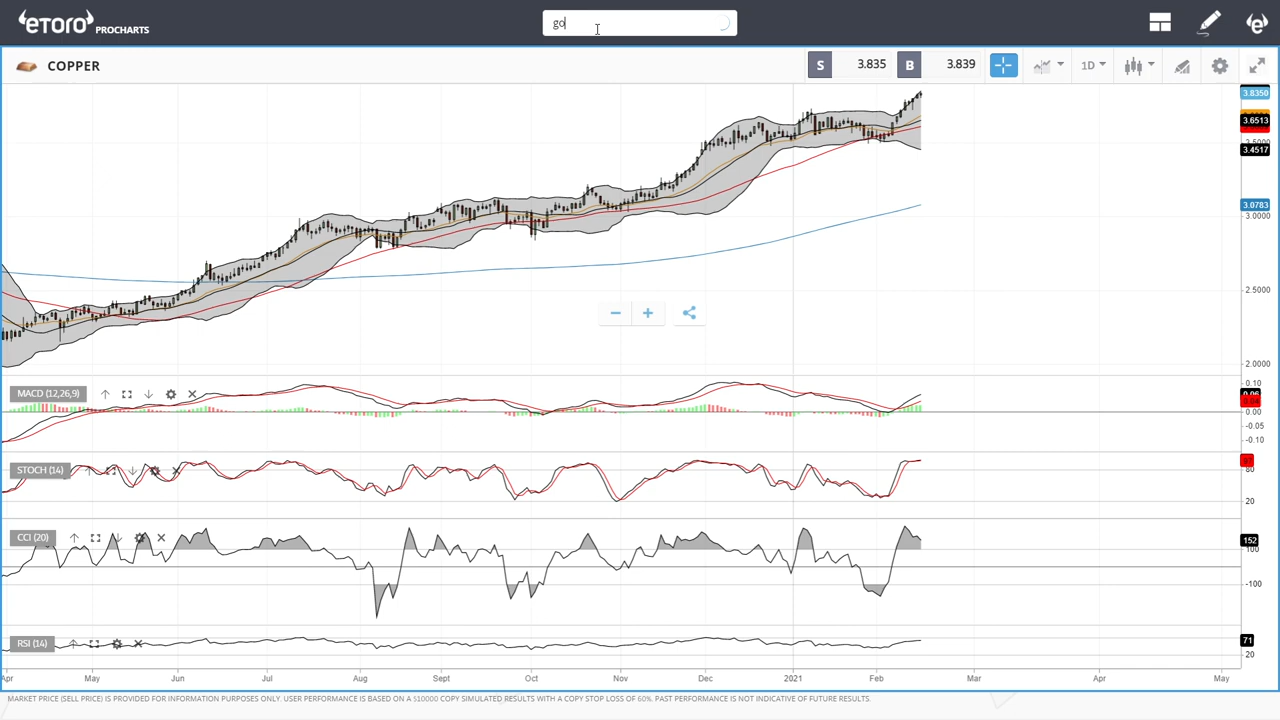 etoro PROCHARTS
go
COPPER
S 3.835 B 3.839
1D
3.8350
3.6513
3.5000
3.4517
3.0783
3.0000
2.5000
2.0000
MACD (12,26,9)
0.10
0.06
0.00
-0.05
-0.10
STOCH (14)
80
20
CCI (20)
152
100
-100
RSI (14)
71
20
Apr May Jun Jul Aug Sept Oct Nov Dec 2021 Feb Mar Apr May
MARKET PRICE (SELL PRICE) IS PROVIDED FOR INFORMATION PURPOSES ONLY. USER PERFORMANCE IS BASED ON A $10000 COPY SIMULATED RESULTS WITH A COPY STOP LOSS OF 60%. PAST PERFORMANCE IS NOT INDICATIVE OF FUTURE RESULTS.